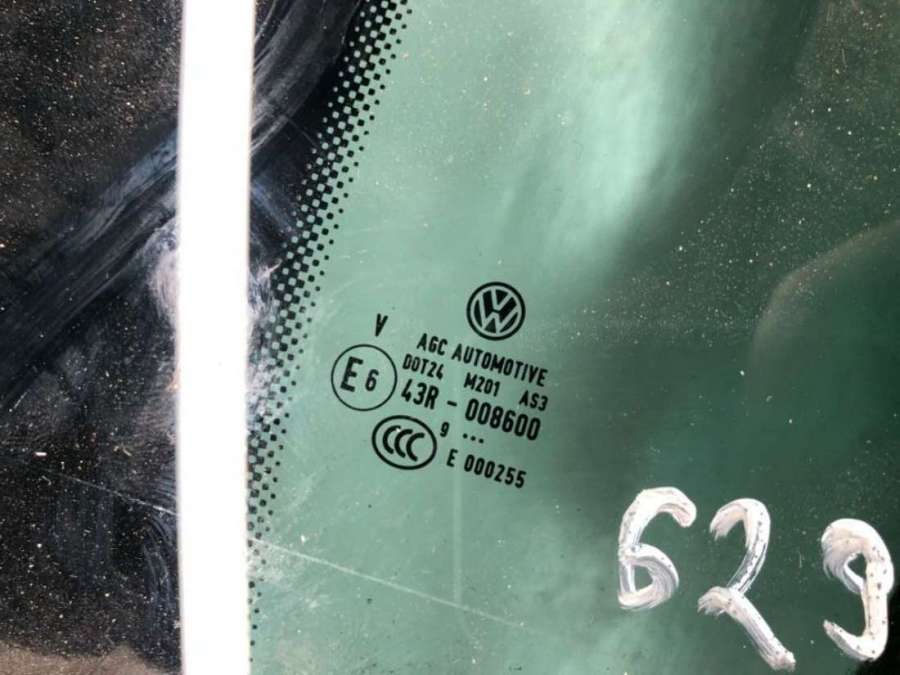 V
AGC AUTOMOTIVE
DOT24 M201 AS3
E6 43R - 008600
9 ...
CCC E 000255
629